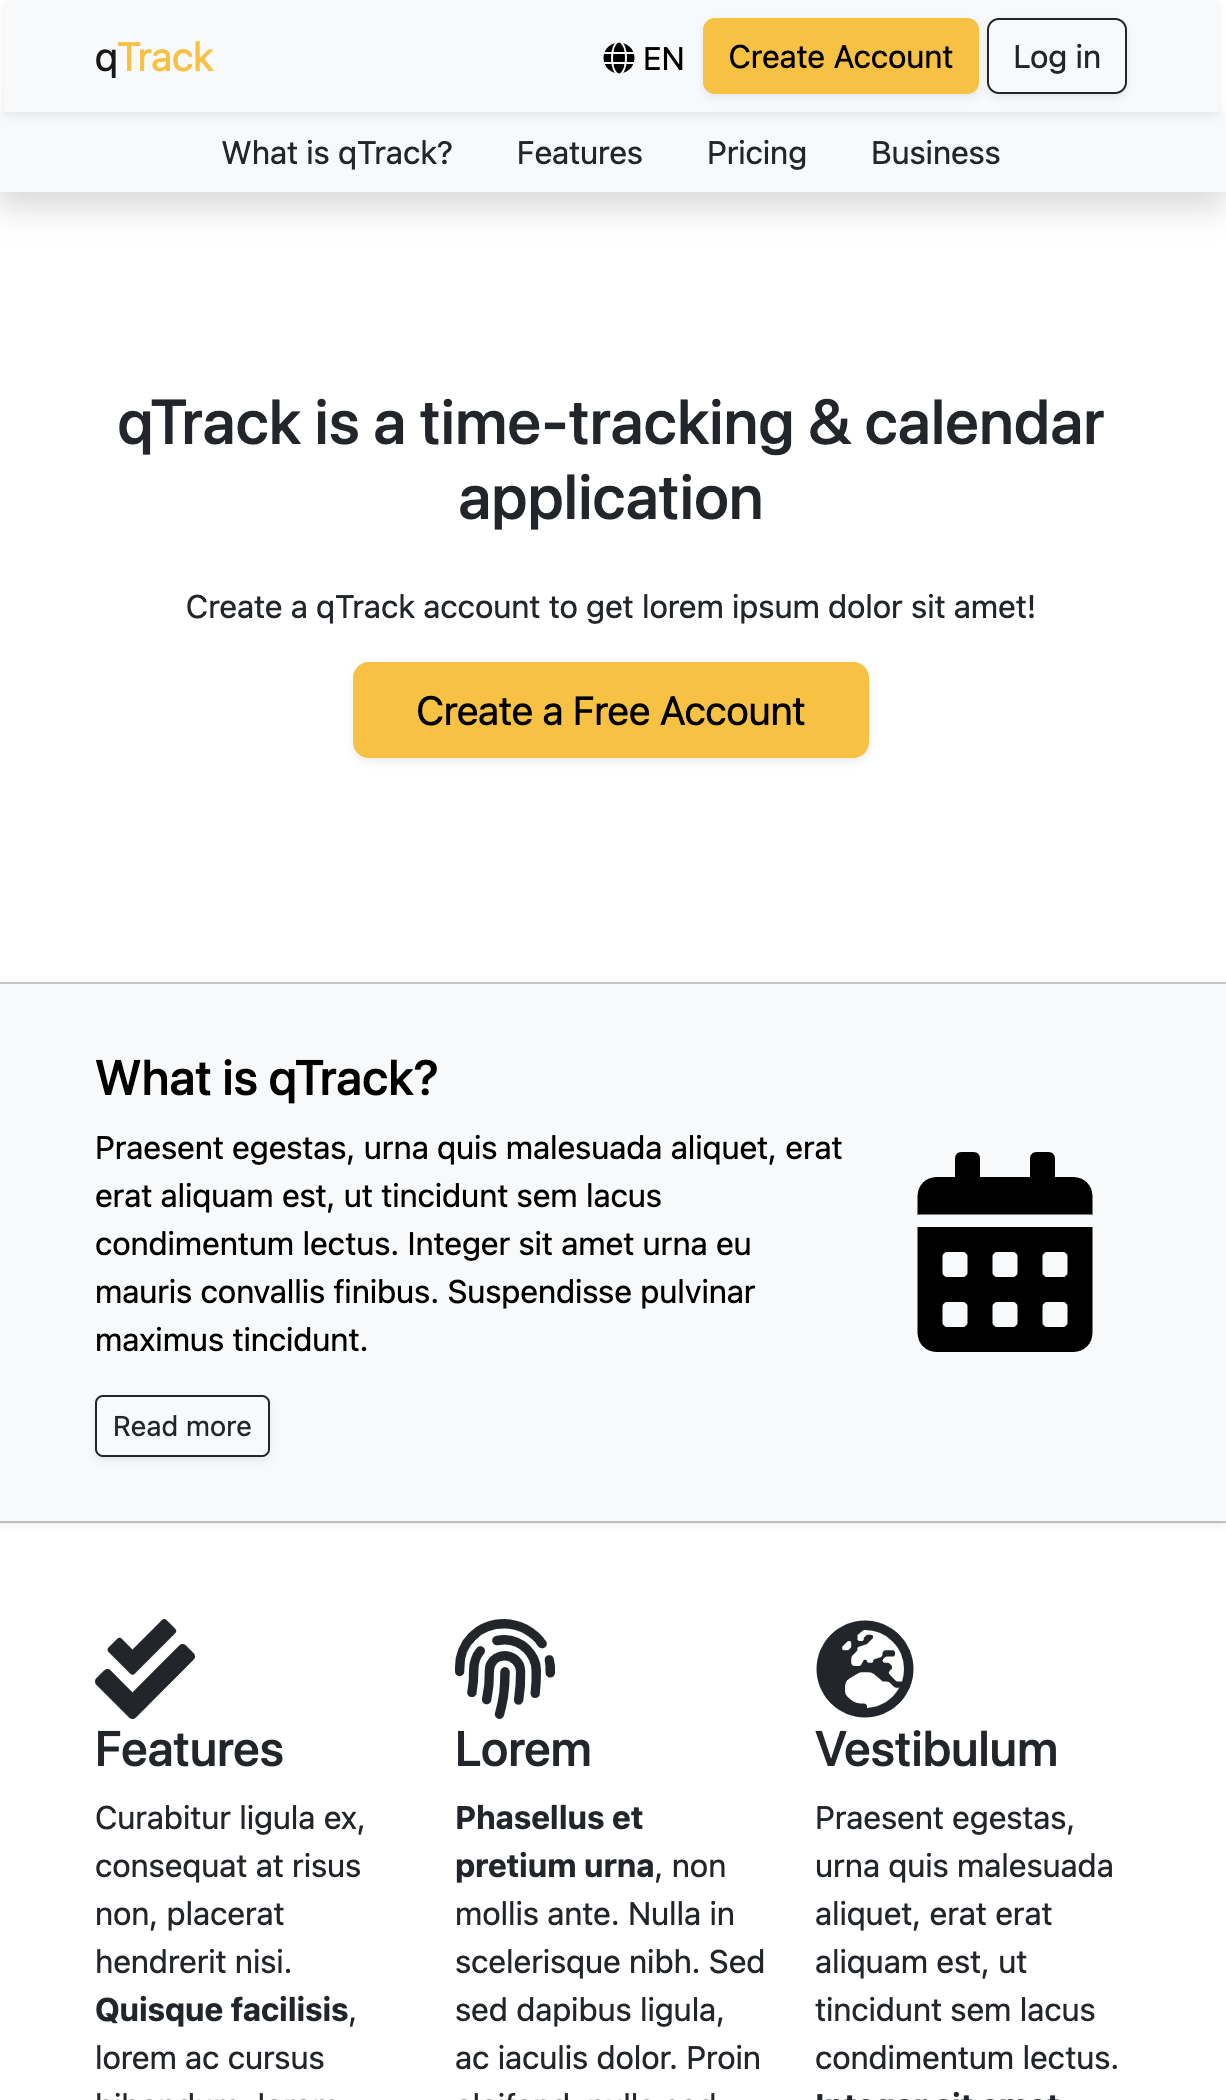 qTrack
EN
Create Account
Log in
What is qTrack?
Features
Pricing
Business
qTrack is a time-tracking & calendar
application
Create a qTrack account to get lorem ipsum dolor sit amet!
Create a Free Account
What is qTrack?
Praesent egestas, urna quis malesuada aliquet, erat
erat aliquam est, ut tincidunt sem lacus
condimentum lectus. Integer sit amet urna eu
mauris convallis finibus. Suspendisse pulvinar
maximus tincidunt.
Read more
Features
Curabitur ligula ex,
consequat at risus
non, placerat
hendrerit nisi.
Quisque facilisis,
lorem ac cursus
Lorem
Phasellus et
pretium urna, non
mollis ante. Nulla in
scelerisque nibh. Sed
sed dapibus ligula,
ac iaculis dolor. Proin
Vestibulum
Praesent egestas,
urna quis malesuada
aliquet, erat erat
aliquam est, ut
tincidunt sem lacus
condimentum lectus.